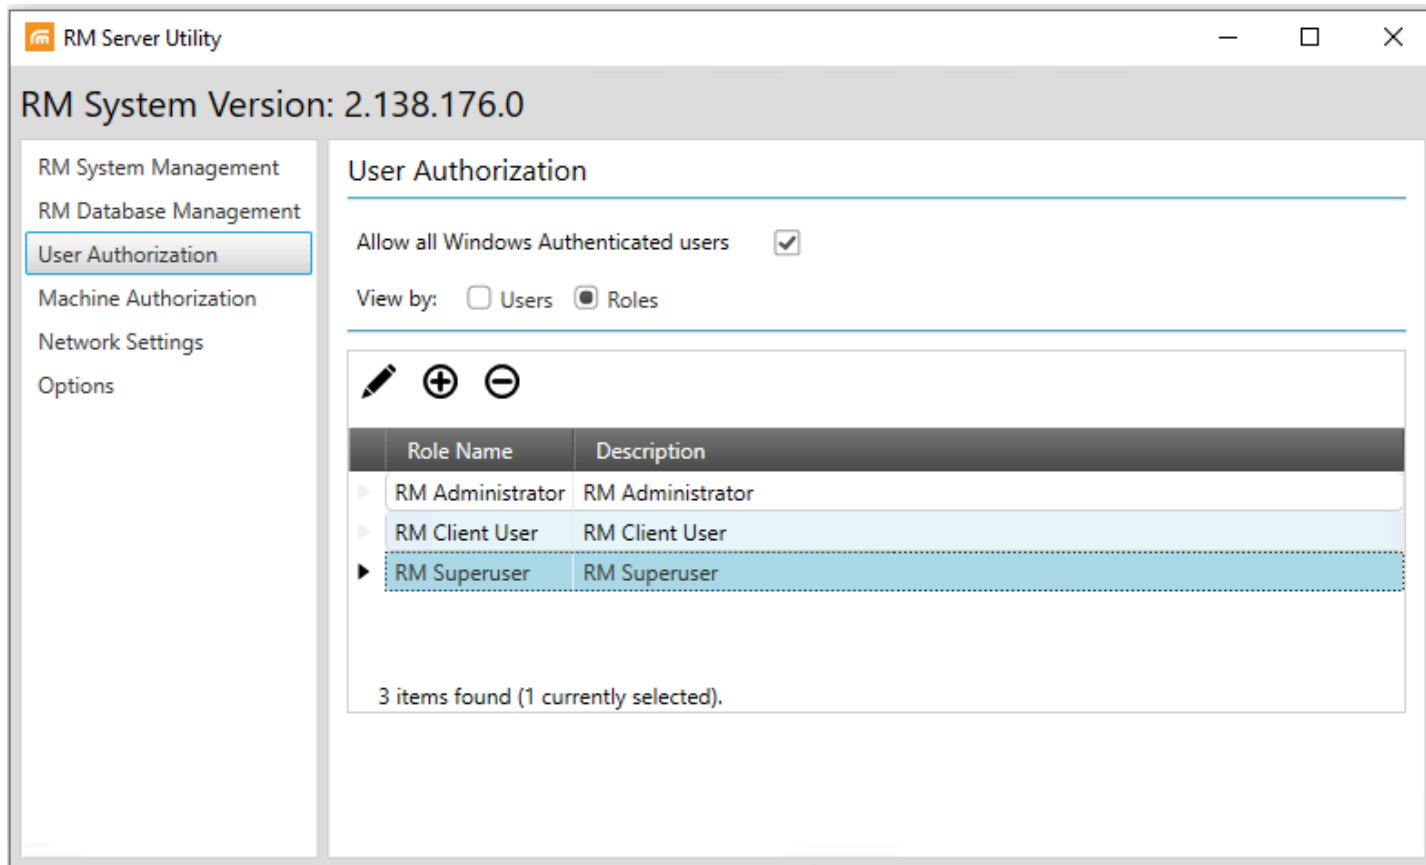 RM Server Utility
RM System Version: 2.138.176.0
RM System Management
RM Database Management
User Authorization
Machine Authorization
Network Settings
Options
User Authorization
Allow all Windows Authenticated users
View by: Users Roles
Role Name Description
RM Administrator RM Administrator
RM Client User RM Client User
RM Superuser RM Superuser
3 items found (1 currently selected).